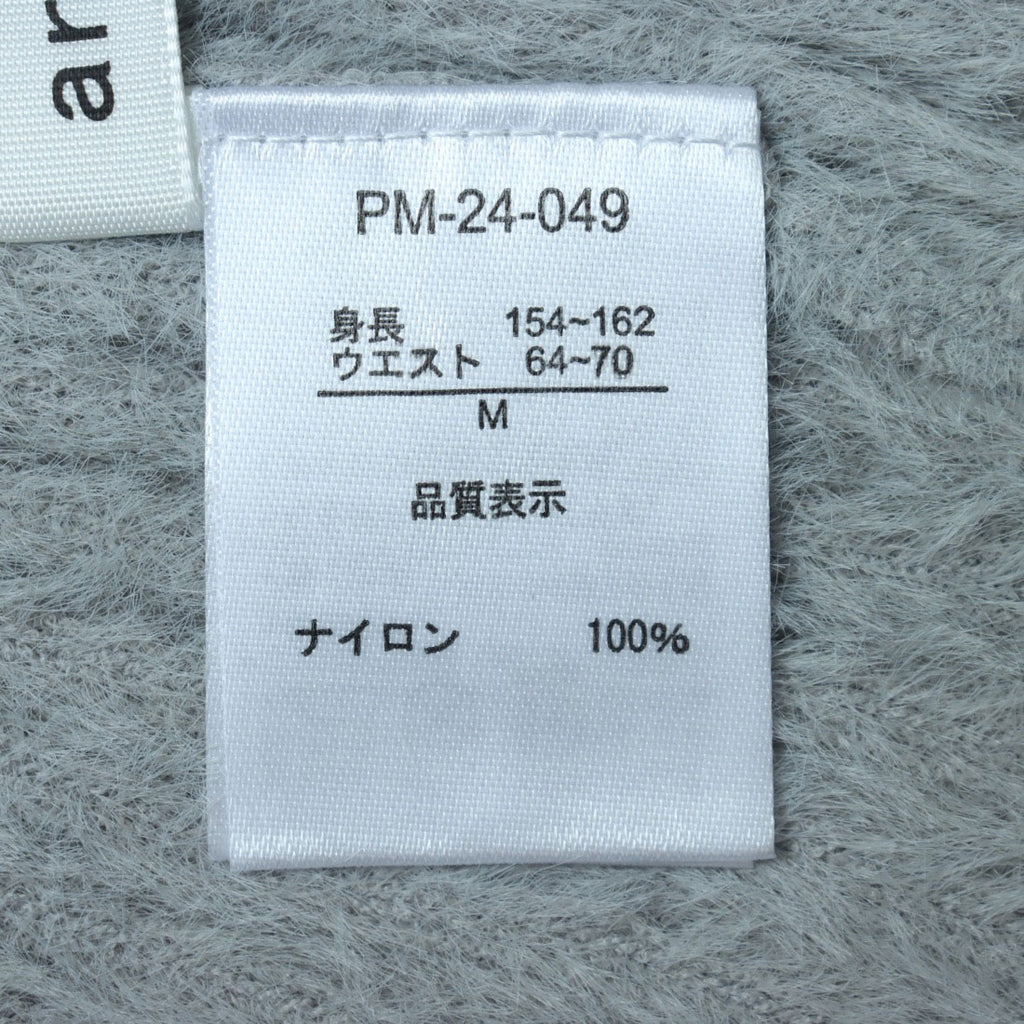 ar
PM-24-049
身長 154~162
ウエスト 64~70
M
品質表示
ナイロン 100%